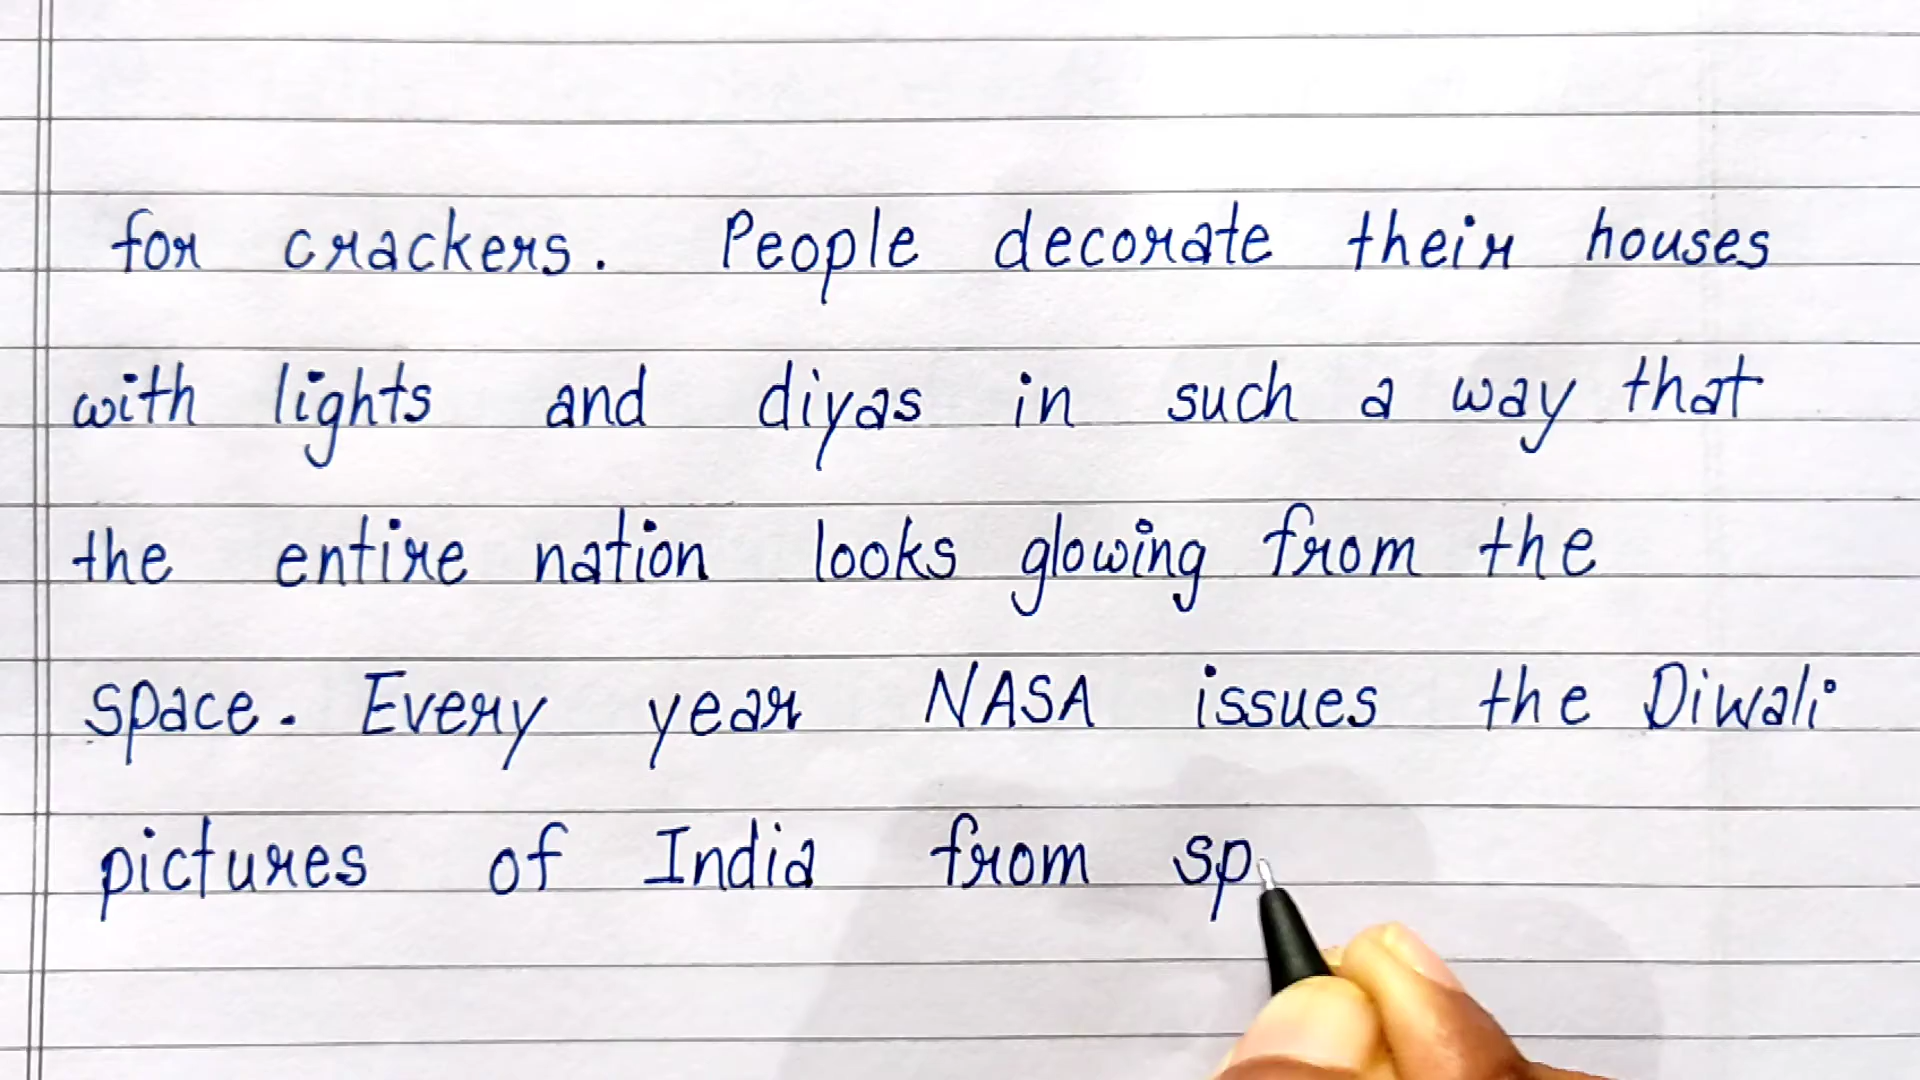 for crackers. People decorate their houses
with lights and diyas in such a way that
the entire nation looks glowing from the
space. Every year NASA issues the Diwali
pictures of India from sp